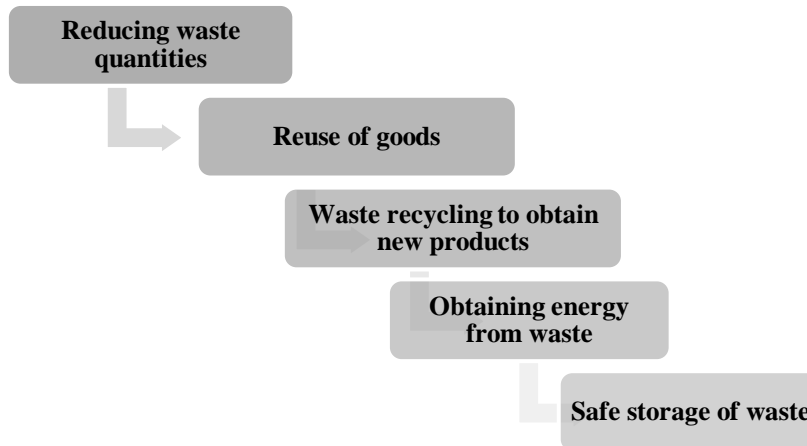 Reducing waste
quantities
Reuse of goods
Waste recycling to obtain
new products
Obtaining energy
from waste
Safe storage of waste